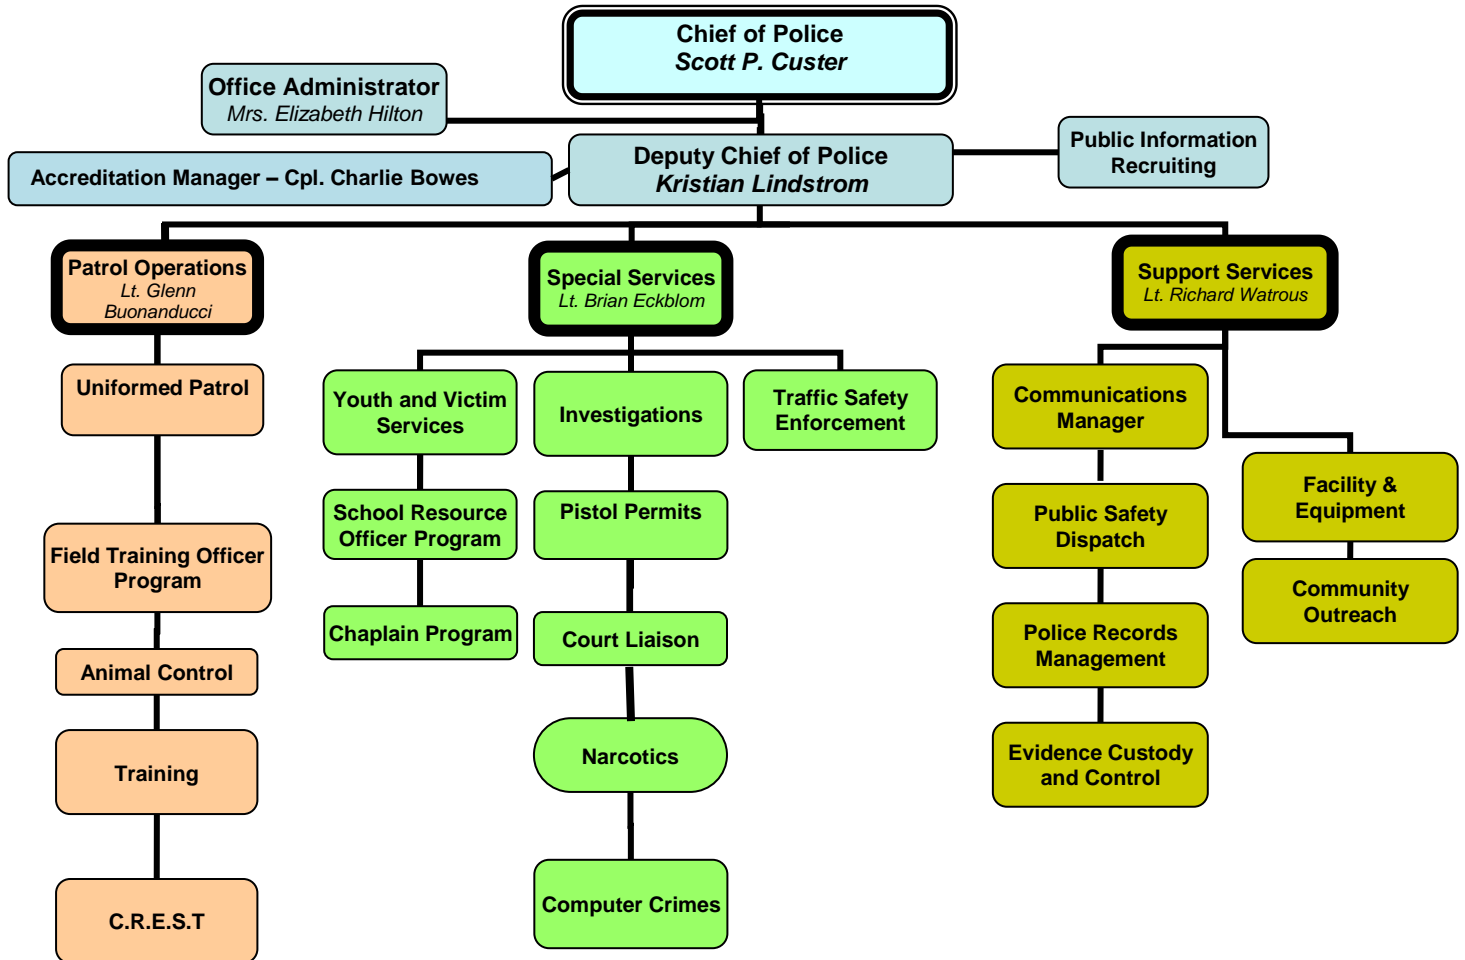 Chief of Police
Scott P. Custer
Office Administrator
Mrs. Elizabeth Hilton
Deputy Chief of Police
Kristian Lindstrom
Public Information
Recruiting
Accreditation Manager – Cpl. Charlie Bowes
Patrol Operations
Lt. Glenn
Buonanducci
Special Services
Lt. Brian Eckblom
Support Services
Lt. Richard Watrous
Uniformed Patrol
Field Training Officer
Program
Animal Control
Training
C.R.E.S.T
Youth and Victim
Services
School Resource
Officer Program
Chaplain Program
Investigations
Pistol Permits
Court Liaison
Narcotics
Computer Crimes
Traffic Safety
Enforcement
Communications
Manager
Public Safety
Dispatch
Police Records
Management
Evidence Custody
and Control
Facility &
Equipment
Community
Outreach